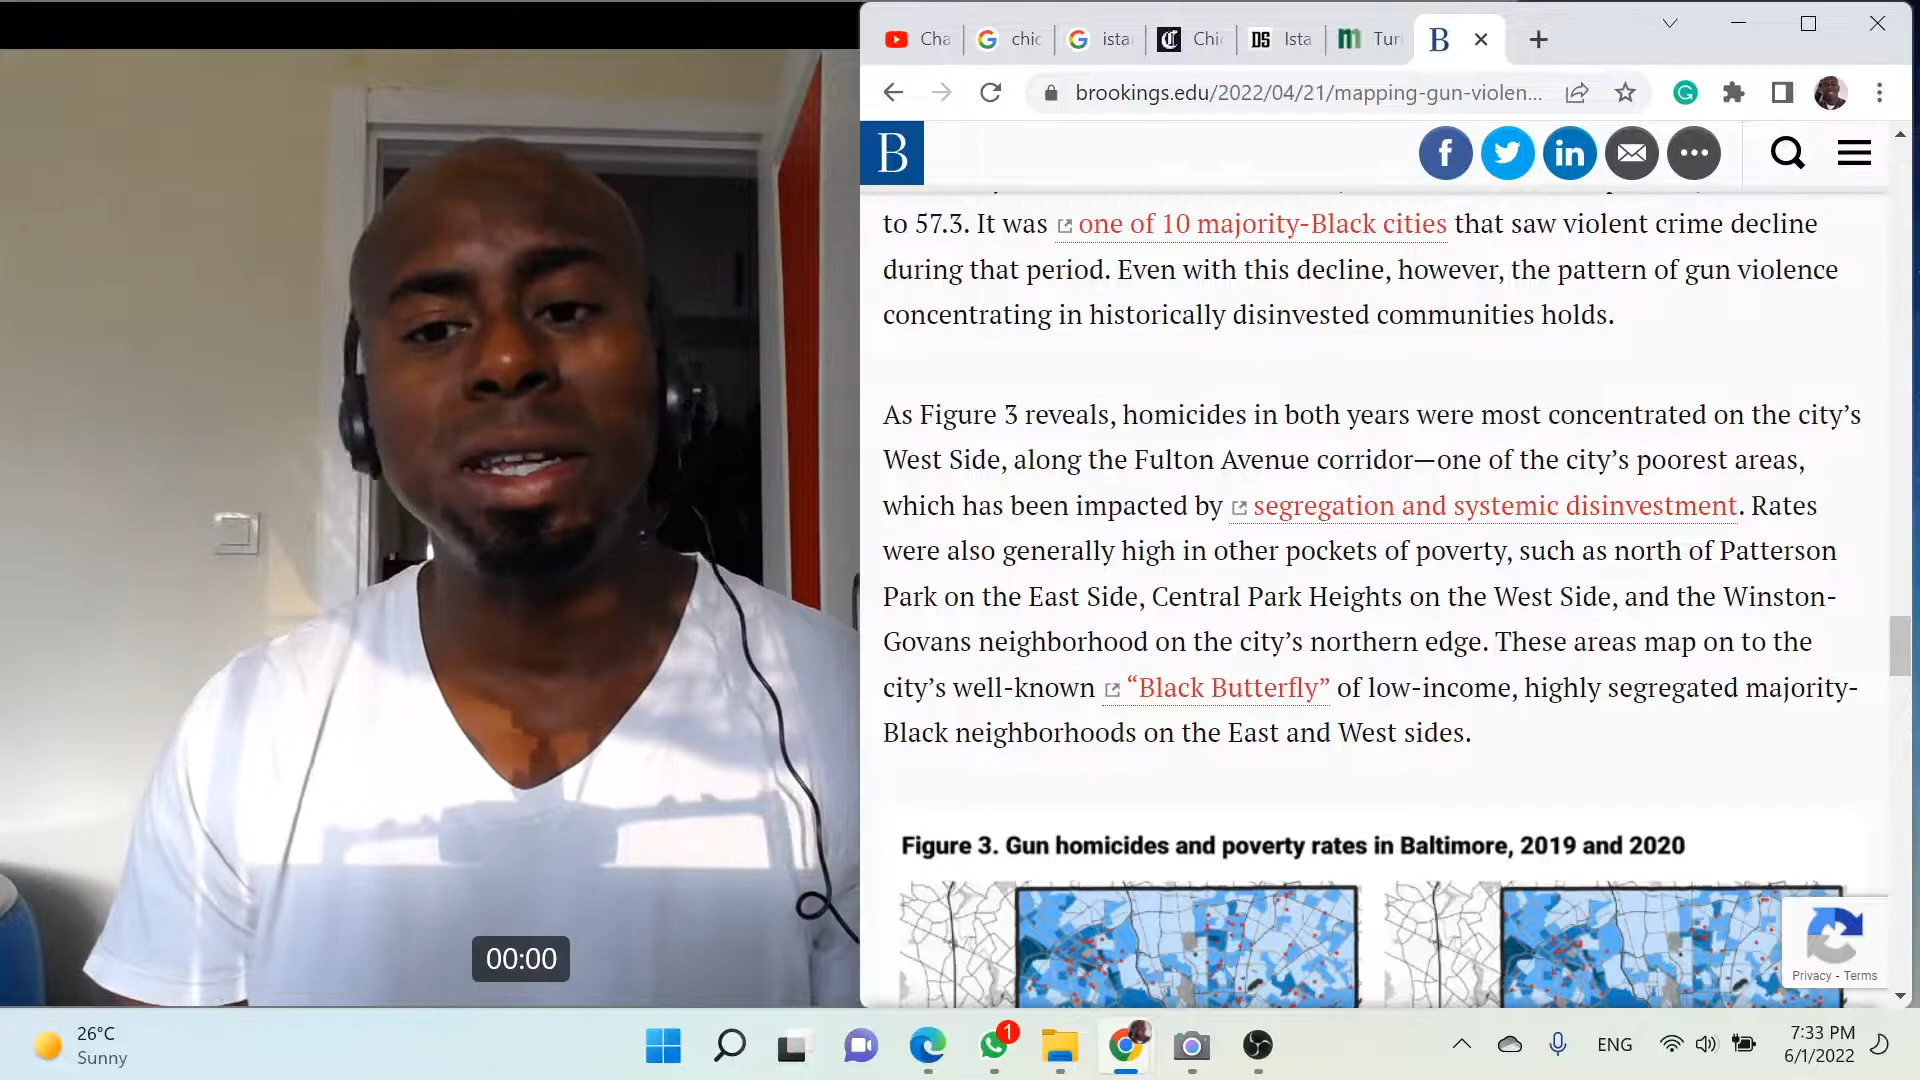 Cha
chic
ista
Chi
DS
Ista
Tur
B
brookings.edu/2022/04/21/mapping-gun-violen...
B
to 57.3. It was one of 10 majority-Black cities that saw violent crime decline
during that period. Even with this decline, however, the pattern of gun violence
concentrating in historically disinvested communities holds.
As Figure 3 reveals, homicides in both years were most concentrated on the city’s
West Side, along the Fulton Avenue corridor—one of the city’s poorest areas,
which has been impacted by segregation and systemic disinvestment. Rates
were also generally high in other pockets of poverty, such as north of Patterson
Park on the East Side, Central Park Heights on the West Side, and the Winston-
Govans neighborhood on the city’s northern edge. These areas map on to the
city’s well-known “Black Butterfly” of low-income, highly segregated majority-
Black neighborhoods on the East and West sides.
Figure 3. Gun homicides and poverty rates in Baltimore, 2019 and 2020
Privacy - Terms
00:00
26°C
Sunny
1
ENG
7:33 PM
6/1/2022